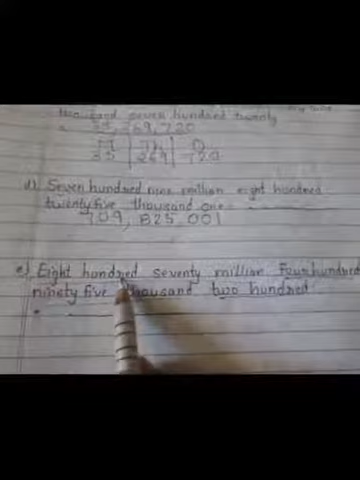 thousand seven hundred twenty
35,269,720
M | Th | O
35 | 269 | 720
d) Seven hundred nine million eight hundred
twenty five thousand one.
709, 825 001
e) Eight hundred seventy million four hundred
ninety five thousand two hundred.